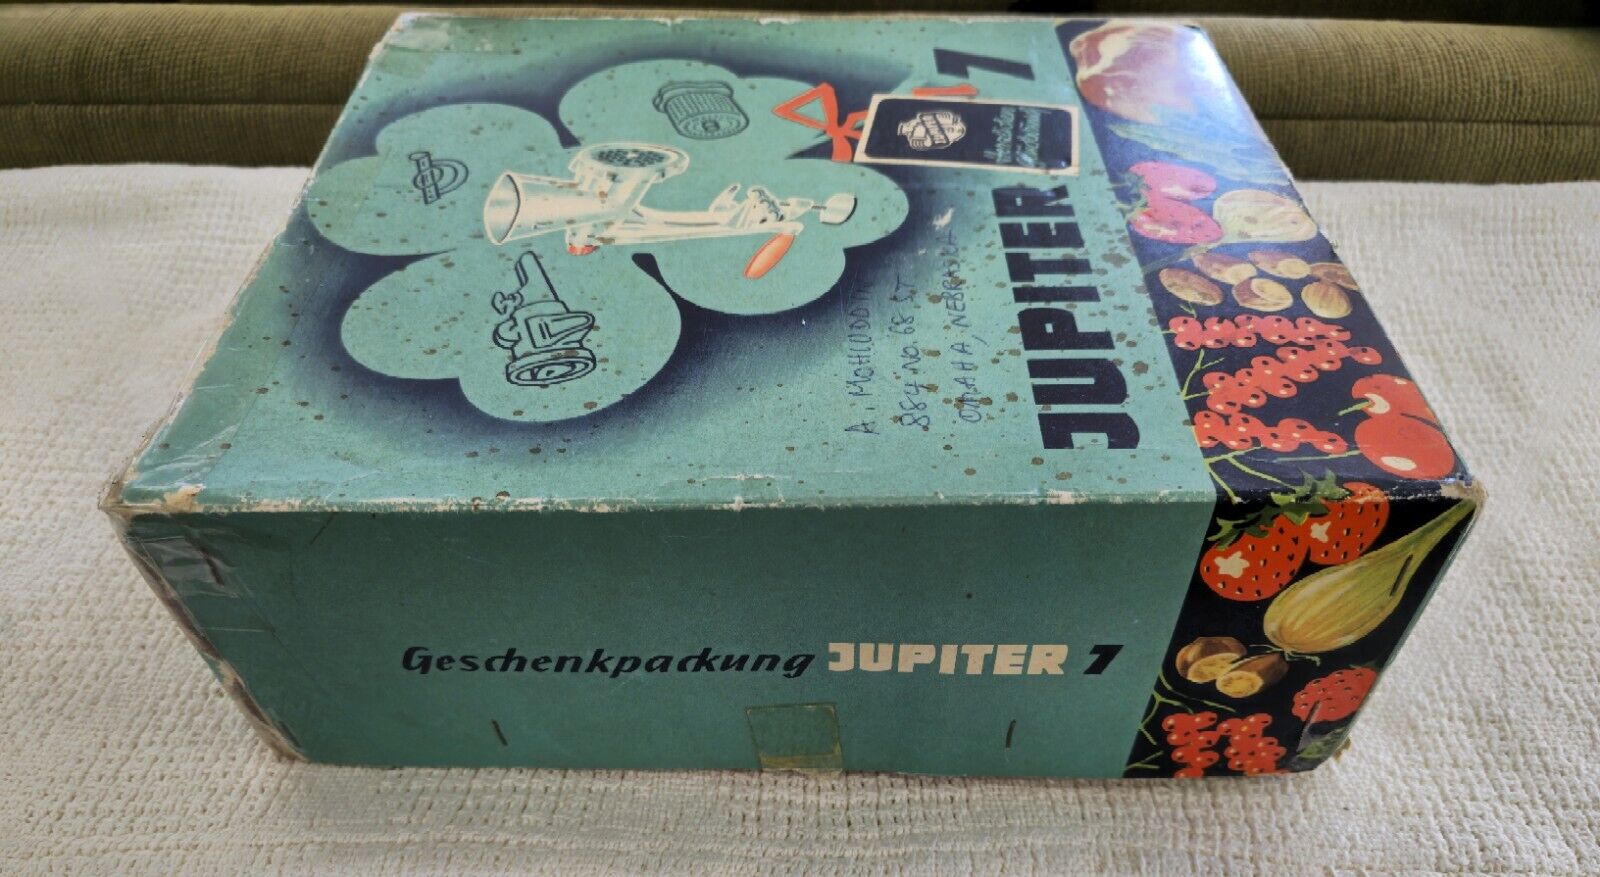 JUPITER 7
A. MOHIUDDIN
884 NO. 68 ST
OMAHA, NEBRASKA
Geschenkpackung JUPITER 7